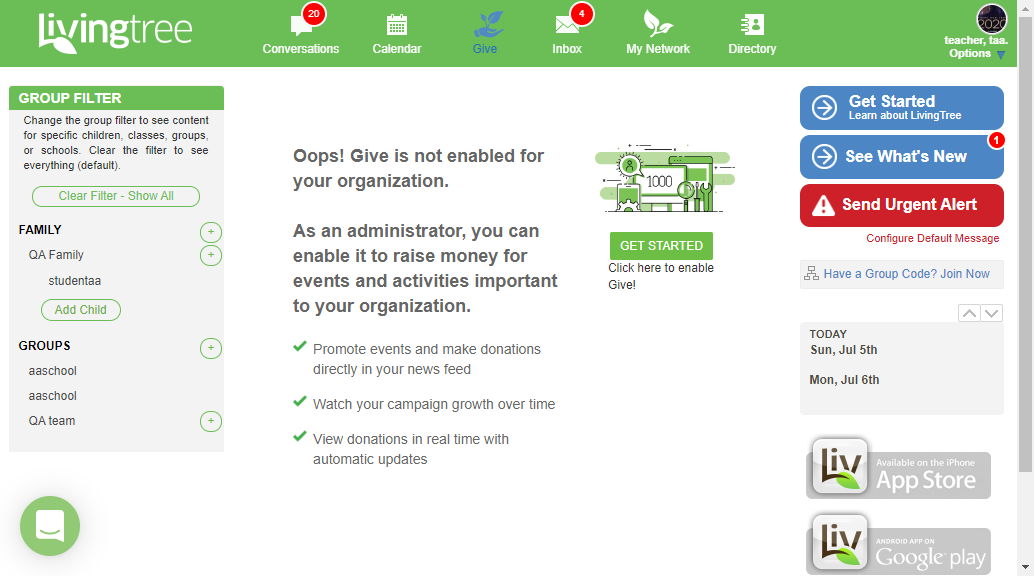 livingtree
20
Conversations
Calendar
Give
4
Inbox
My Network
Directory
2020
teacher, taa.
Options
GROUP FILTER
Change the group filter to see content
for specific children, classes, groups,
or schools. Clear the filter to see
everything (default).
Clear Filter - Show All
FAMILY
+
QA Family
+
studentaa
Add Child
GROUPS
+
aaschool
aaschool
QA team
+
Oops! Give is not enabled for
your organization.
As an administrator, you can
enable it to raise money for
events and activities important
to your organization.
Promote events and make donations
directly in your news feed
Watch your campaign growth over time
View donations in real time with
automatic updates
1000
GET STARTED
Click here to enable
Give!
Get Started
Learn about LivingTree
1
See What's New
Send Urgent Alert
Configure Default Message
Have a Group Code? Join Now
TODAY
Sun, Jul 5th
Mon, Jul 6th
Liv
Available on the iPhone
App Store
Liv
ANDROID APP ON
Google play